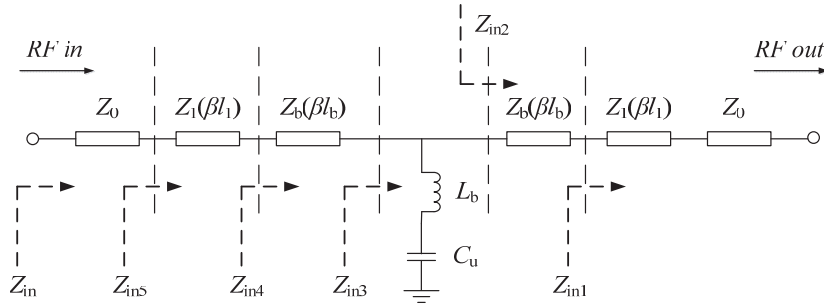 Z_in2
RF in
RF out
Z_0
Z_1(βl_1)
Z_b(βl_b)
Z_b(βl_b)
Z_1(βl_1)
Z_0
L_b
C_u
Z_in
Z_in5
Z_in4
Z_in3
Z_in1